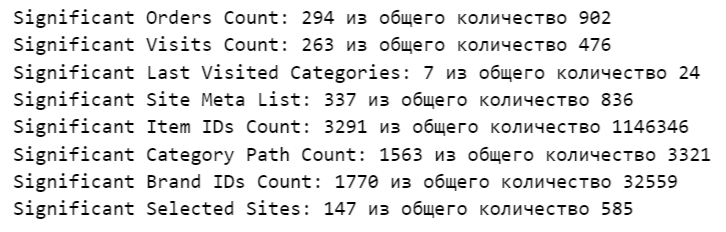 Significant Orders Count: 294 из общего количество 902
Significant Visits Count: 263 из общего количество 476
Significant Last Visited Categories: 7 из общего количество 24
Significant Site Meta List: 337 из общего количество 836
Significant Item IDs Count: 3291 из общего количество 1146346
Significant Category Path Count: 1563 из общего количество 3321
Significant Brand IDs Count: 1770 из общего количество 32559
Significant Selected Sites: 147 из общего количество 585